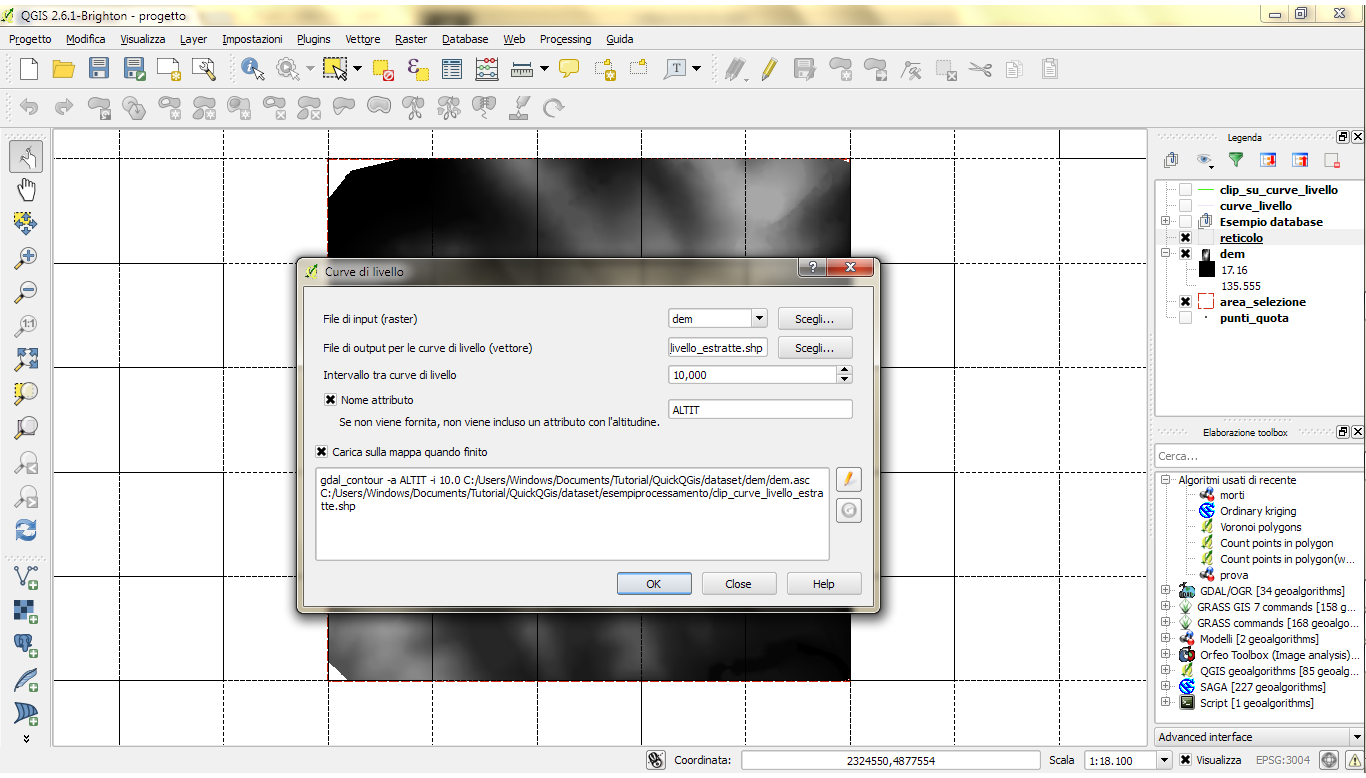 QGIS 2.6.1-Brighton - progetto
Progetto Modifica Visualizza Layer Impostazioni Plugins Vettore Raster Database Web Processing Guida
Legenda
clip_su_curve_livello
curve_livello
Esempio database
reticolo
dem
17.16
135.555
area_selezione
punti_quota
Curve di livello
File di input (raster)
dem
Scegli...
File di output per le curve di livello (vettore)
livello_estratte.shp
Scegli...
Intervallo tra curve di livello
10,000
Nome attributo
ALTIT
Se non viene fornita, non viene incluso un attributo con l'altitudine.
Carica sulla mappa quando finito
gdal_contour -a ALTIT -i 10.0 C:/Users/Windows/Documents/Tutorial/QuickQGis/dataset/dem/dem.asc
C:/Users/Windows/Documents/Tutorial/QuickQGis/dataset/esempiprocessamento/clip_curve_livello_estra
tte.shp
OK
Close
Help
Elaborazione toolbox
Cerca...
Algoritmi usati di recente
morti
Ordinary kriging
Voronoi polygons
Count points in polygon
Count points in polygon(w...
prova
GDAL/OGR [34 geoalgorithms]
GRASS GIS 7 commands [158 g...
GRASS commands [168 geoalgo...
Modelli [2 geoalgorithms]
Orfeo Toolbox (Image analysis)...
QGIS geoalgorithms [85 geoalg...
SAGA [227 geoalgorithms]
Script [1 geoalgorithms]
Advanced interface
Coordinata:
2324550,4877554
Scala
1:18.100
Visualizza
EPSG:3004